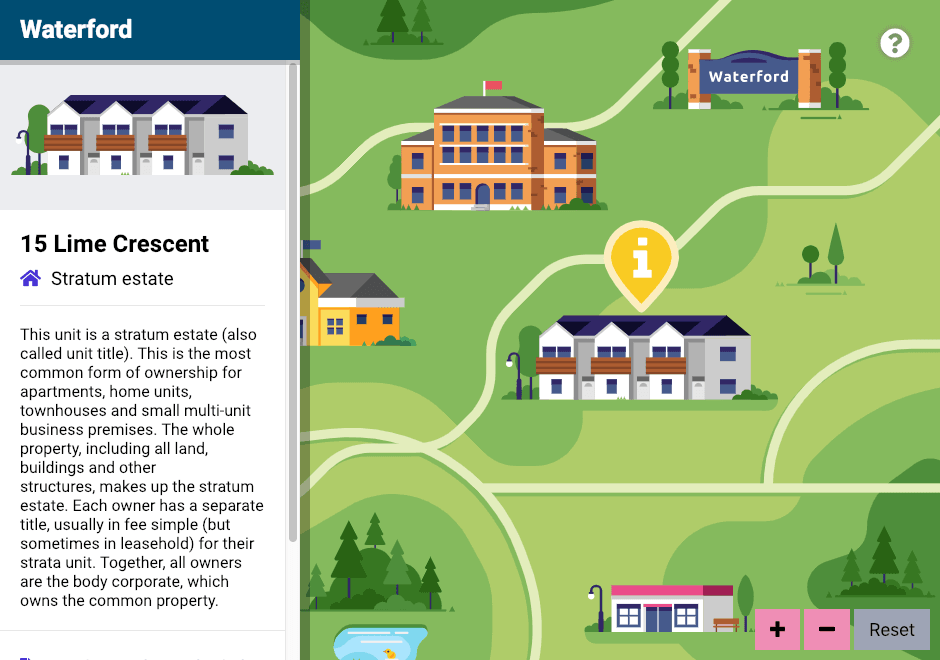 Waterford
15 Lime Crescent
Stratum estate
This unit is a stratum estate (also
called unit title). This is the most
common form of ownership for
apartments, home units,
townhouses and small multi-unit
business premises. The whole
property, including all land,
buildings and other
structures, makes up the stratum
estate. Each owner has a separate
title, usually in fee simple (but
sometimes in leasehold) for their
strata unit. Together, all owners
are the body corporate, which
owns the common property.
?
Waterford
i
+
−
Reset